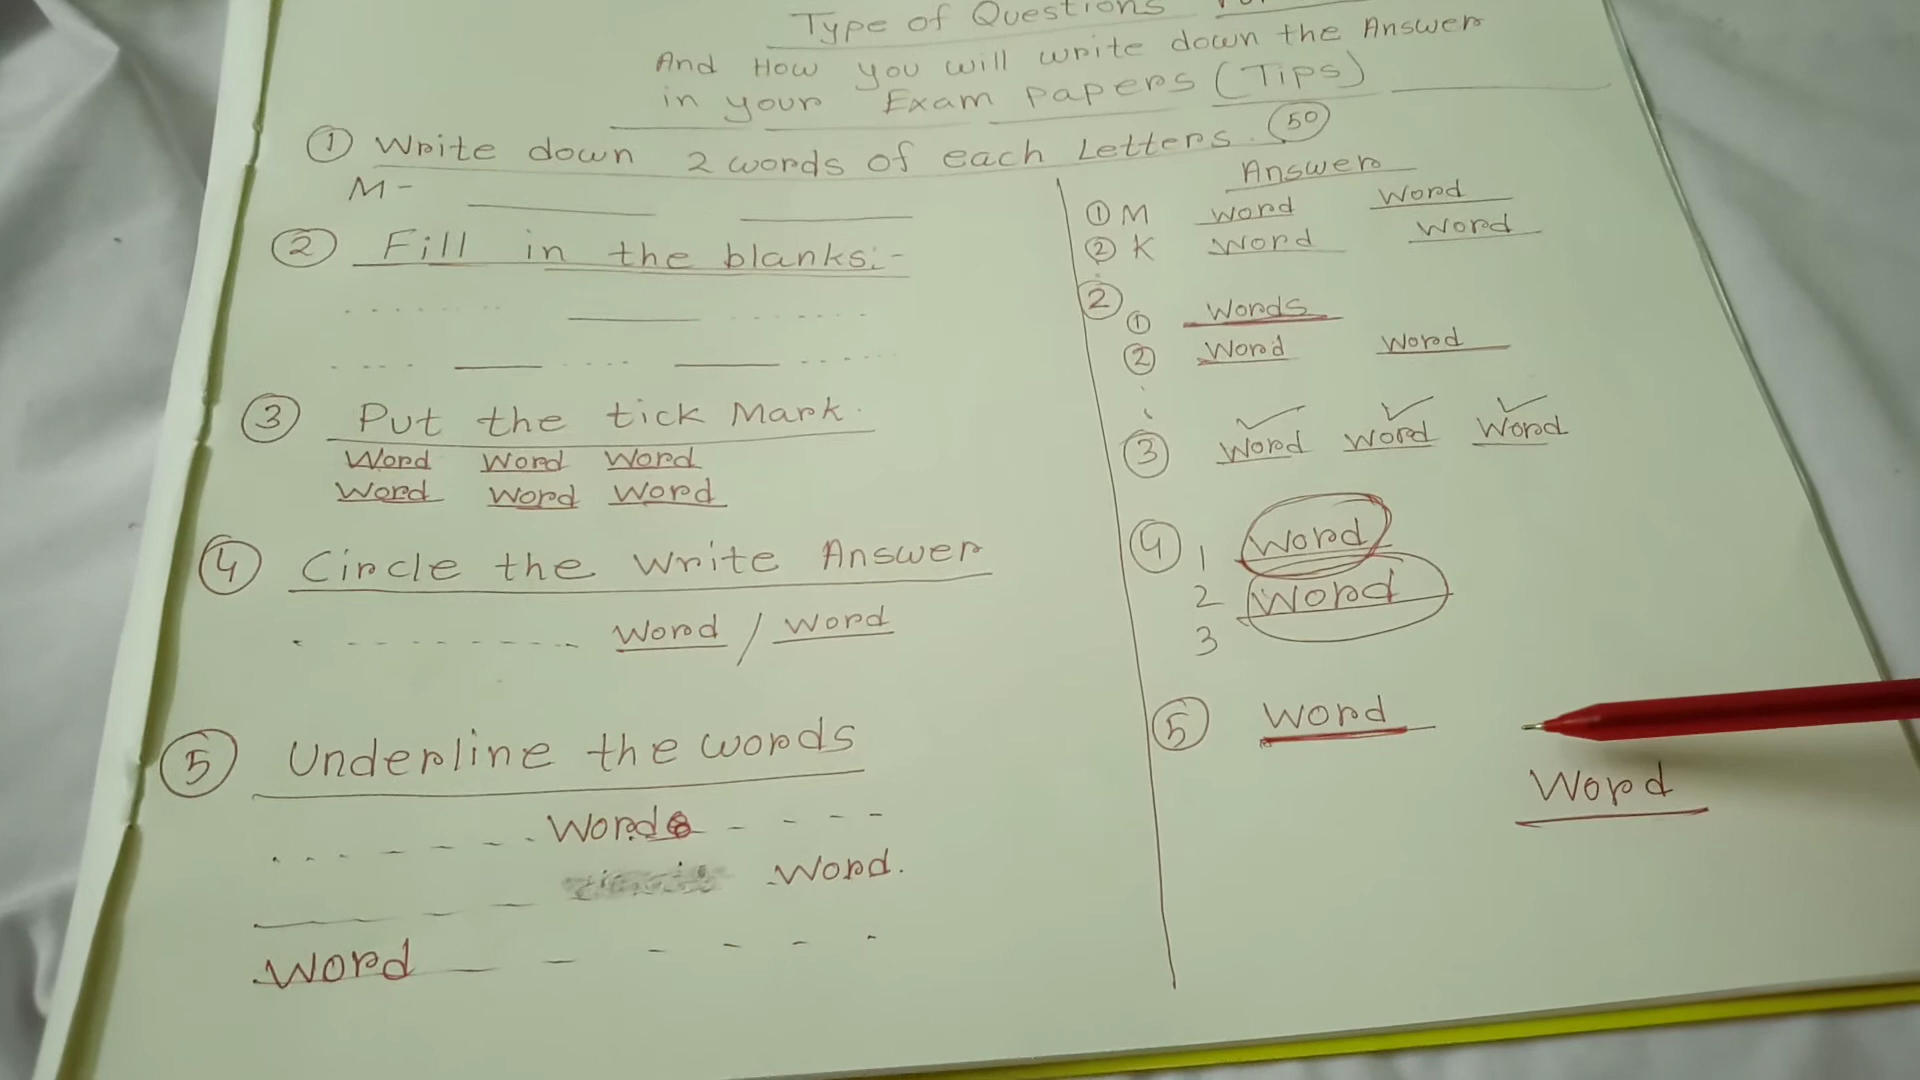 Type of Questions
And How you will write down the Answer
in your Exam papers (Tips)
① Write down 2 words of each Letters. 50
M-
② Fill in the blanks:-
③ Put the tick Mark.
Word Word Word
Word Word Word
④ Circle the Write Answer
Word / Word
⑤ Underline the words
Words
Word.
Word
Answer
① M Word Word
② K Word Word
②
① Words
② Word Word
③ Word Word Word
④ 1 Word
2 Word
3
⑤ Word
Word